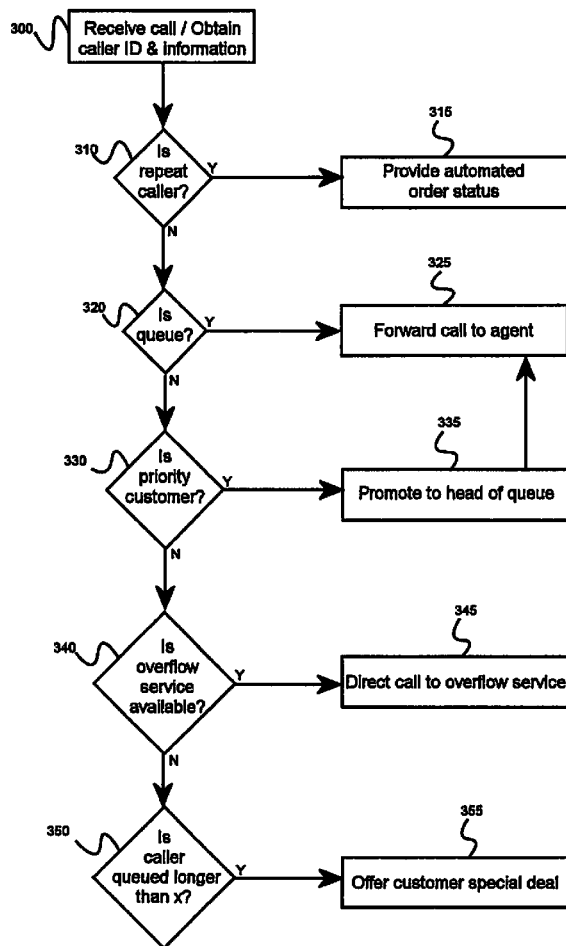 300
Receive call / Obtain
caller ID & information
310
Is
repeat
caller?
Y
N
315
Provide automated
order status
320
Is
queue?
Y
N
325
Forward call to agent
330
Is
priority
customer?
Y
N
335
Promote to head of queue
340
Is
overflow
service
available?
Y
N
345
Direct call to overflow service
350
Is
caller
queued longer
than x?
Y
355
Offer customer special deal